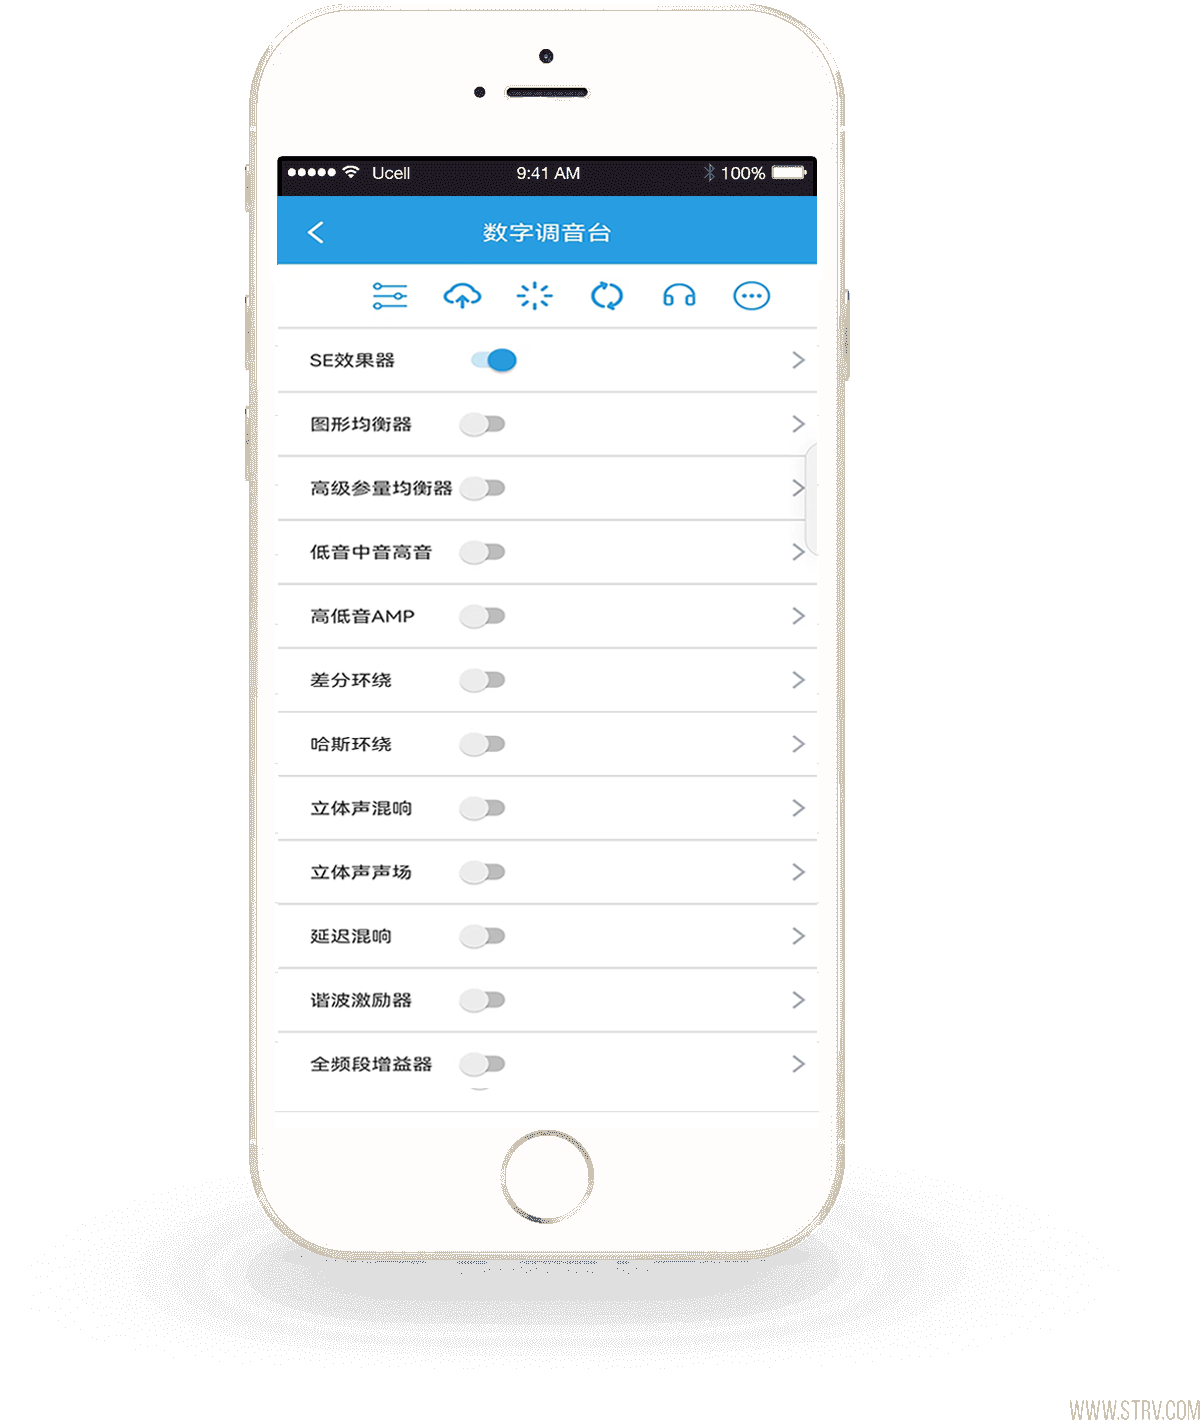 Ucell 9:41 AM 100%
数字调音台
SE效果器
图形均衡器
高级参量均衡器
低音中音高音
高低音AMP
差分环绕
哈斯环绕
立体声混响
立体声声场
延迟混响
谐波激励器
全频段增益器
WWW.STRV.COM